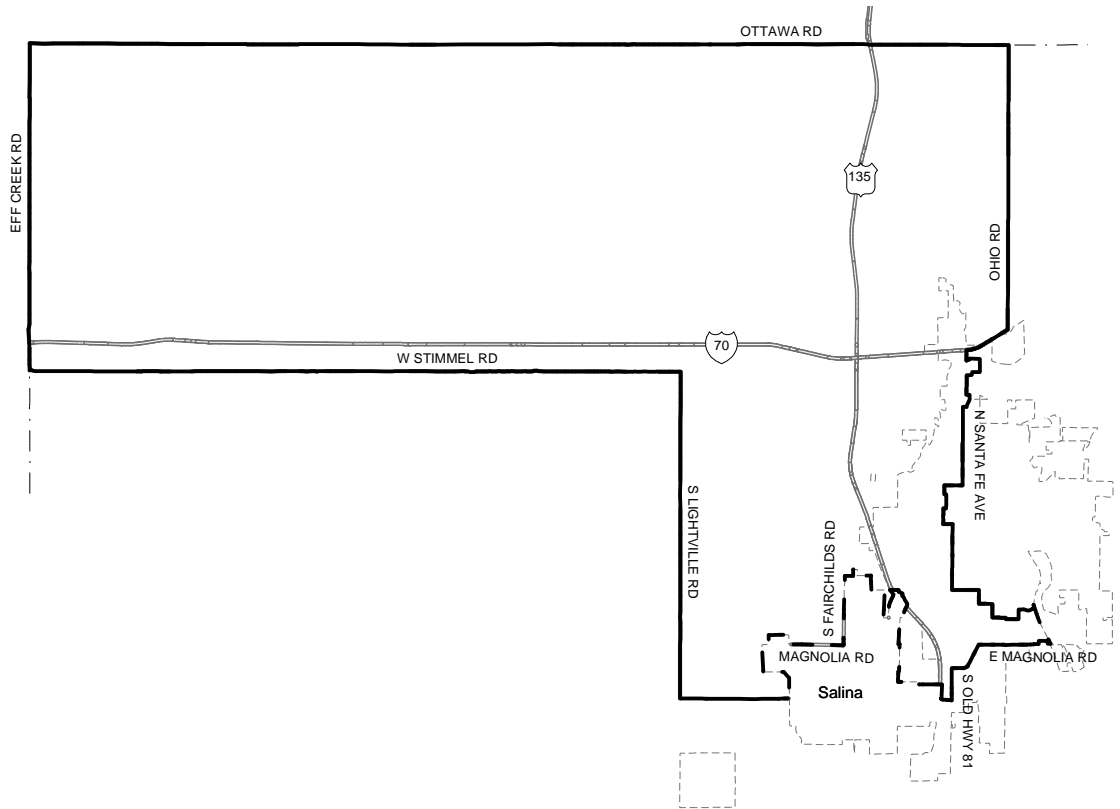 OTTAWA RD
EFF CREEK RD
135
OHIO RD
70
W STIMMEL RD
N SANTA FE AVE
S LIGHTVILLE RD
S FAIRCHILDS RD
MAGNOLIA RD
E MAGNOLIA RD
Salina
S OLD HWY 81